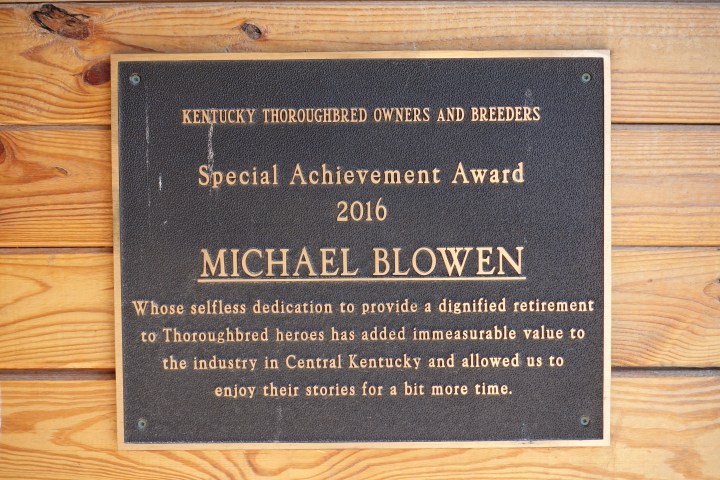 KENTUCKY THOROUGHBRED OWNERS AND BREEDERS
Special Achievement Award
2016
MICHAEL BLOWEN
Whose selfless dedication to provide a dignified retirement
to Thoroughbred heroes has added immeasurable value to
the industry in Central Kentucky and allowed us to
enjoy their stories for a bit more time.